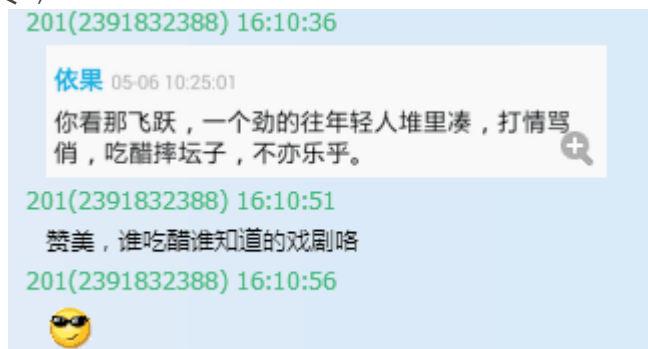 201(2391832388) 16:10:36
依果 05-06 10:25:01
你看那飞跃，一个劲的往年轻人堆里凑，打情骂
俏，吃醋摔坛子，不亦乐乎。
201(2391832388) 16:10:51
赞美，谁吃醋谁知道的戏剧咯
201(2391832388) 16:10:56